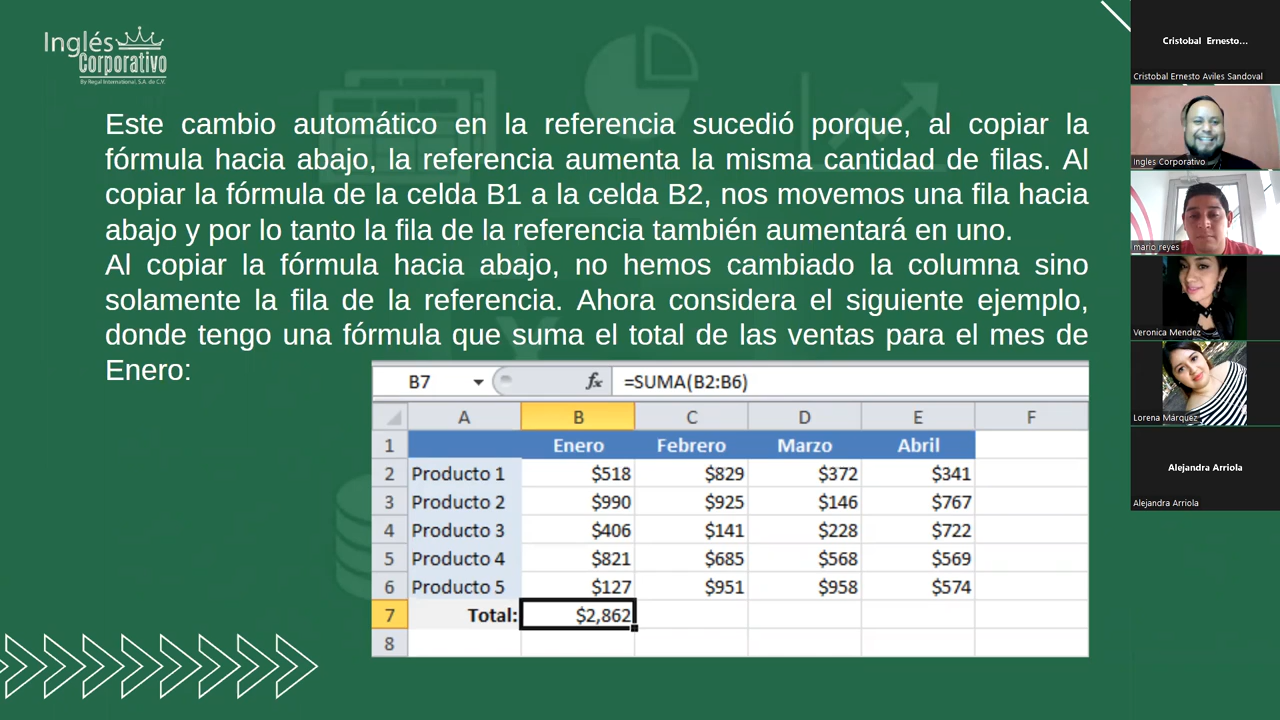 Inglés
Corporativo
By Regal International, S.A. de C.V.
Este cambio automático en la referencia sucedió porque, al copiar la
fórmula hacia abajo, la referencia aumenta la misma cantidad de filas. Al
copiar la fórmula de la celda B1 a la celda B2, nos movemos una fila hacia
abajo y por lo tanto la fila de la referencia también aumentará en uno.
Al copiar la fórmula hacia abajo, no hemos cambiado la columna sino
solamente la fila de la referencia. Ahora considera el siguiente ejemplo,
donde tengo una fórmula que suma el total de las ventas para el mes de
Enero:
B7 fx =SUMA(B2:B6)
A B C D E F
1 Enero Febrero Marzo Abril
2 Producto 1 $518 $829 $372 $341
3 Producto 2 $990 $925 $146 $767
4 Producto 3 $406 $141 $228 $722
5 Producto 4 $821 $685 $568 $569
6 Producto 5 $127 $951 $958 $574
7 Total: $2,862
8
Cristobal Ernesto...
Cristobal Ernesto Aviles Sandoval
Ingles Corporativo
mario reyes
Veronica Mendez
Lorena Márquez
Alejandra Arriola
Alejandra Arriola